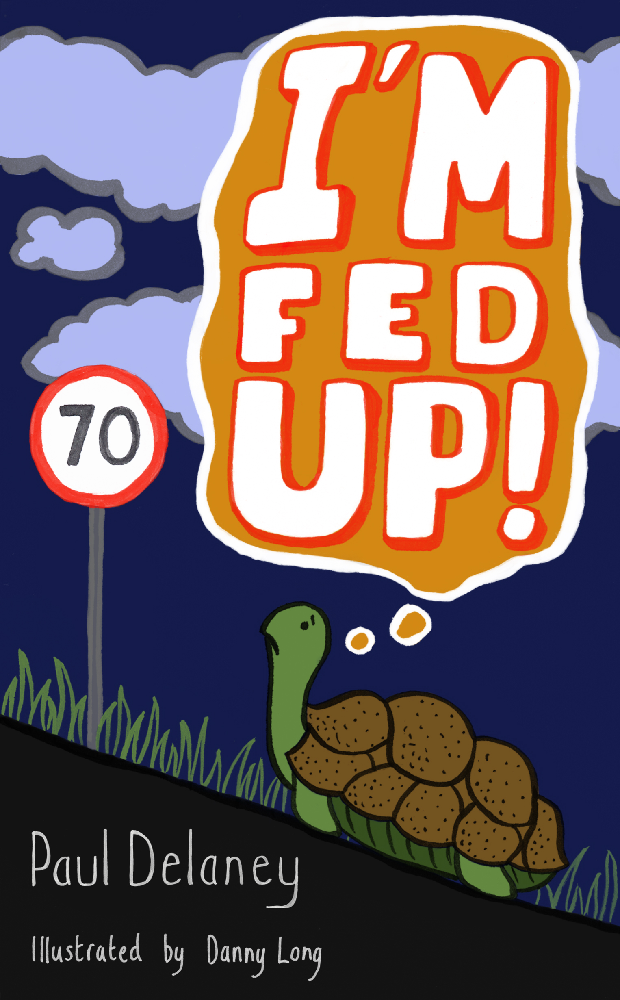 I'M
FED
UP!
70
Paul Delaney
Illustrated by Danny Long